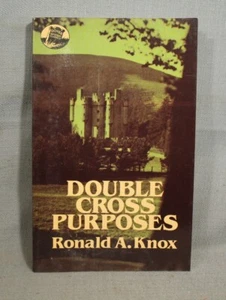 DOUBLE
CROSS
PURPOSES
Ronald A. Knox